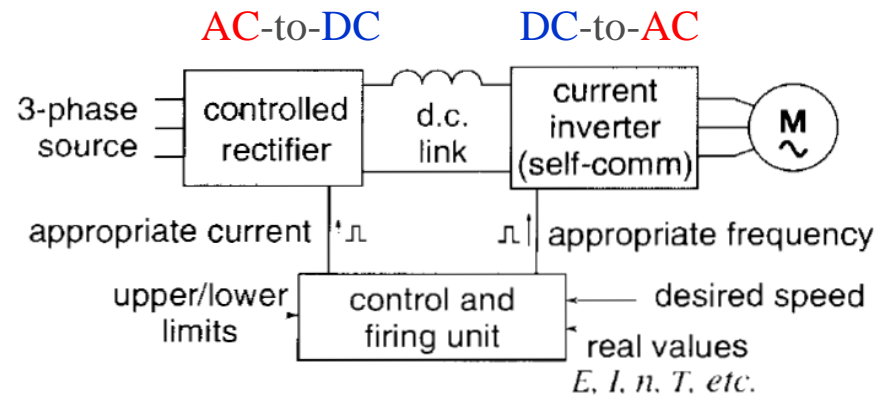 AC-to-DC
DC-to-AC
3-phase
source
controlled
rectifier
d.c.
link
current
inverter
(self-comm)
M
~
appropriate current
appropriate frequency
upper/lower
limits
control and
firing unit
desired speed
real values
E, I, n, T, etc.